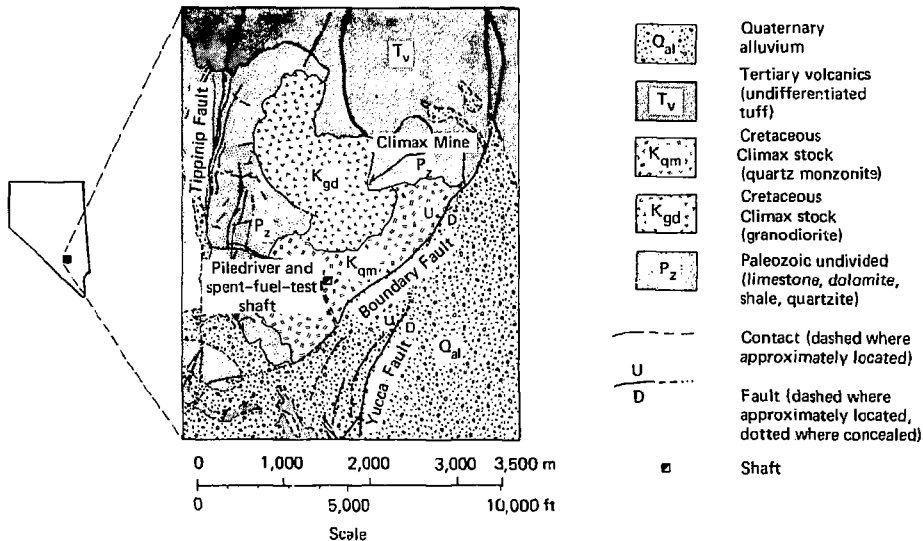 Tippinip Fault
Tv
Climax Mine
Pz
Kgd
Pz
U
D
Kqm
Piledriver and
spent-fuel-test
shaft
Boundary Fault
U
D
Qal
Yucca Fault
0 1,000 2,000 3,000 3,500 m
0 5,000 10,000 ft
Scale
Qal
Quaternary
alluvium
Tv
Tertiary volcanics
(undifferentiated
tuff)
Kqm
Cretaceous
Climax stock
(quartz monzonite)
Kgd
Cretaceous
Climax stock
(granodiorite)
Pz
Paleozoic undivided
(limestone, dolomite,
shale, quartzite)
Contact (dashed where
approximately located)
U
D
Fault (dashed where
approximately located,
dotted where concealed)
Shaft